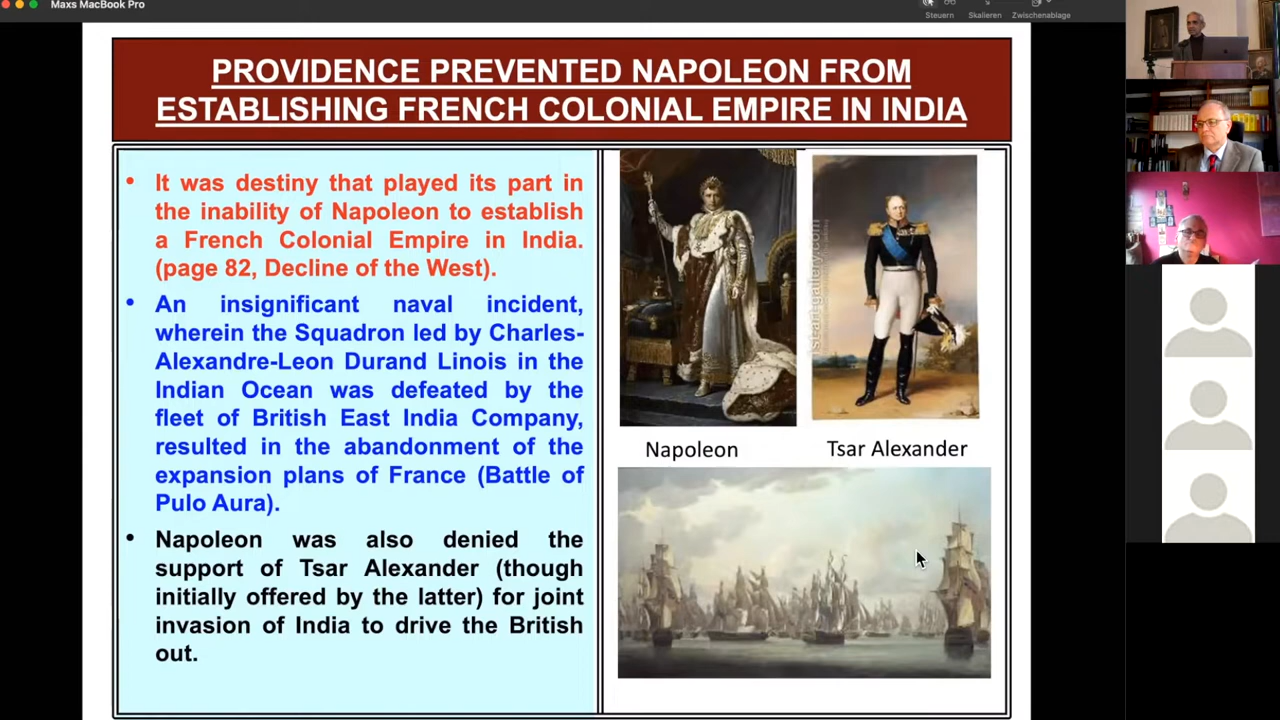 Maxs MacBook Pro
Steuern
Skalieren
Zwischenablage
PROVIDENCE PREVENTED NAPOLEON FROM
ESTABLISHING FRENCH COLONIAL EMPIRE IN INDIA
• It was destiny that played its part in
the inability of Napoleon to establish
a French Colonial Empire in India.
(page 82, Decline of the West).
• An insignificant naval incident,
wherein the Squadron led by Charles-
Alexandre-Leon Durand Linois in the
Indian Ocean was defeated by the
fleet of British East India Company,
resulted in the abandonment of the
expansion plans of France (Battle of
Pulo Aura).
• Napoleon was also denied the
support of Tsar Alexander (though
initially offered by the latter) for joint
invasion of India to drive the British
out.
Napoleon
Tsar Alexander